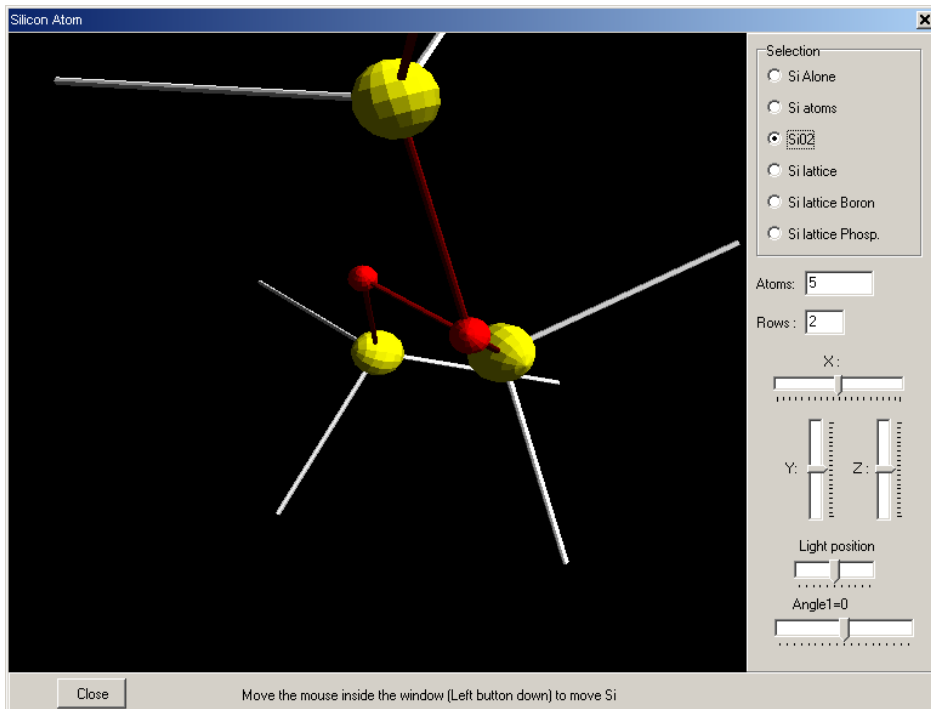 Silicon Atom
Selection
Si Alone
Si atoms
Si02
Si lattice
Si lattice Boron
Si lattice Phosp.
Atoms: 5
Rows : 2
X :
Y: Z :
Light position
Angle1=0
Close Move the mouse inside the window (Left button down) to move Si